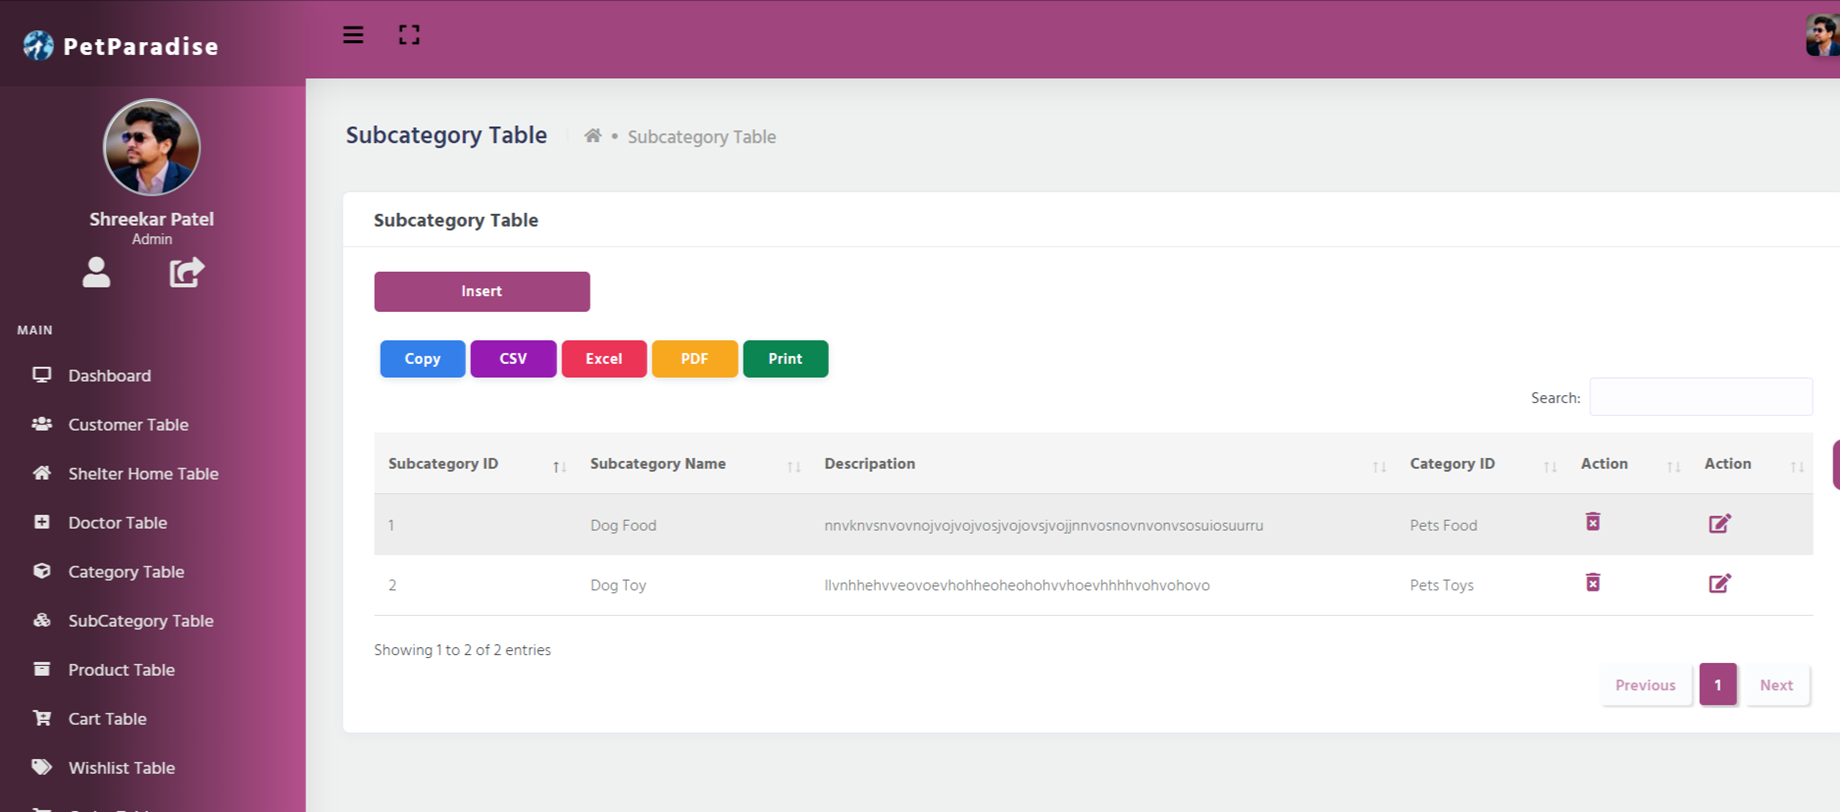 PetParadise
Shreekar Patel
Admin
MAIN
Dashboard
Customer Table
Shelter Home Table
Doctor Table
Category Table
SubCategory Table
Product Table
Cart Table
Wishlist Table
Subcategory Table • Subcategory Table
Subcategory Table
Insert
Copy CSV Excel PDF Print
Search:
Subcategory ID Subcategory Name Descripation Category ID Action Action
1 Dog Food nnvknvsnvovnojvojvojvosjvojovsjvojjnnvosnovnvonvsosuiosuurru Pets Food
2 Dog Toy llvnhhehvveovoevhohheoheohohvvhoevhhhhvohvohovo Pets Toys
Showing 1 to 2 of 2 entries
Previous 1 Next